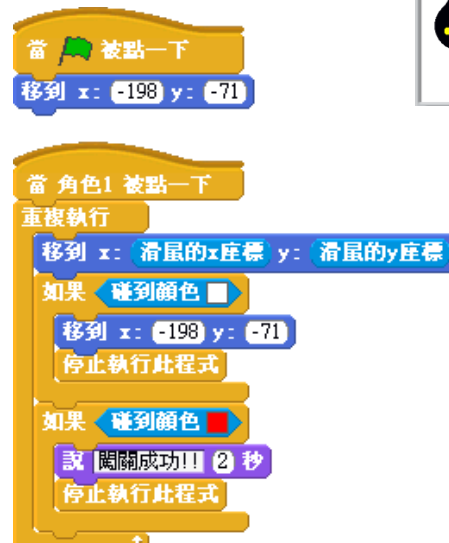 當 被點一下
移到 x: -198 y: -71
當 角色1 被點一下
重複執行
移到 x: 滑鼠的x座標 y: 滑鼠的y座標
如果 碰到顏色
移到 x: -198 y: -71
停止執行此程式
如果 碰到顏色
說 闖關成功!! 2 秒
停止執行此程式